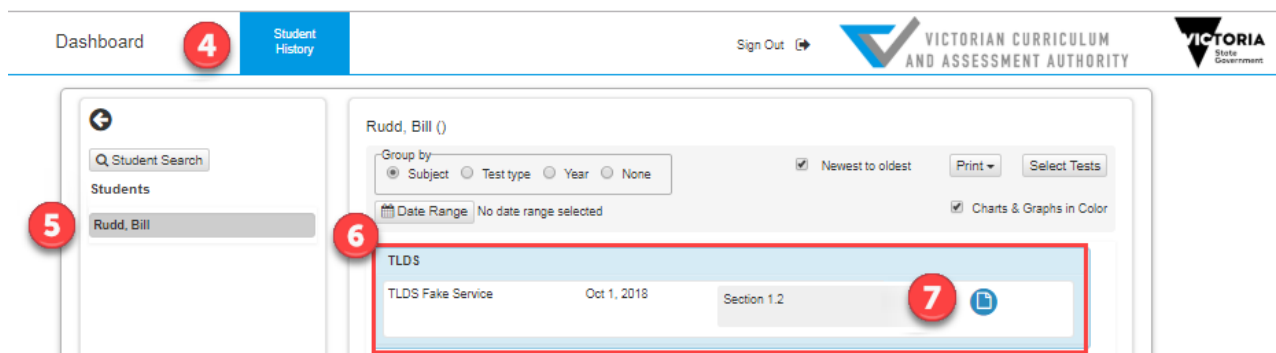 Dashboard
4
Student
History
Sign Out
VICTORIAN CURRICULUM
AND ASSESSMENT AUTHORITY
VICTORIA
State
Government
Student Search
Students
5
Rudd, Bill
Rudd, Bill ()
Group by
Subject Test type Year None
Newest to oldest
Print
Select Tests
Date Range No date range selected
Charts & Graphs in Color
6
TLDS
TLDS Fake Service Oct 1, 2018 Section 1.2
7